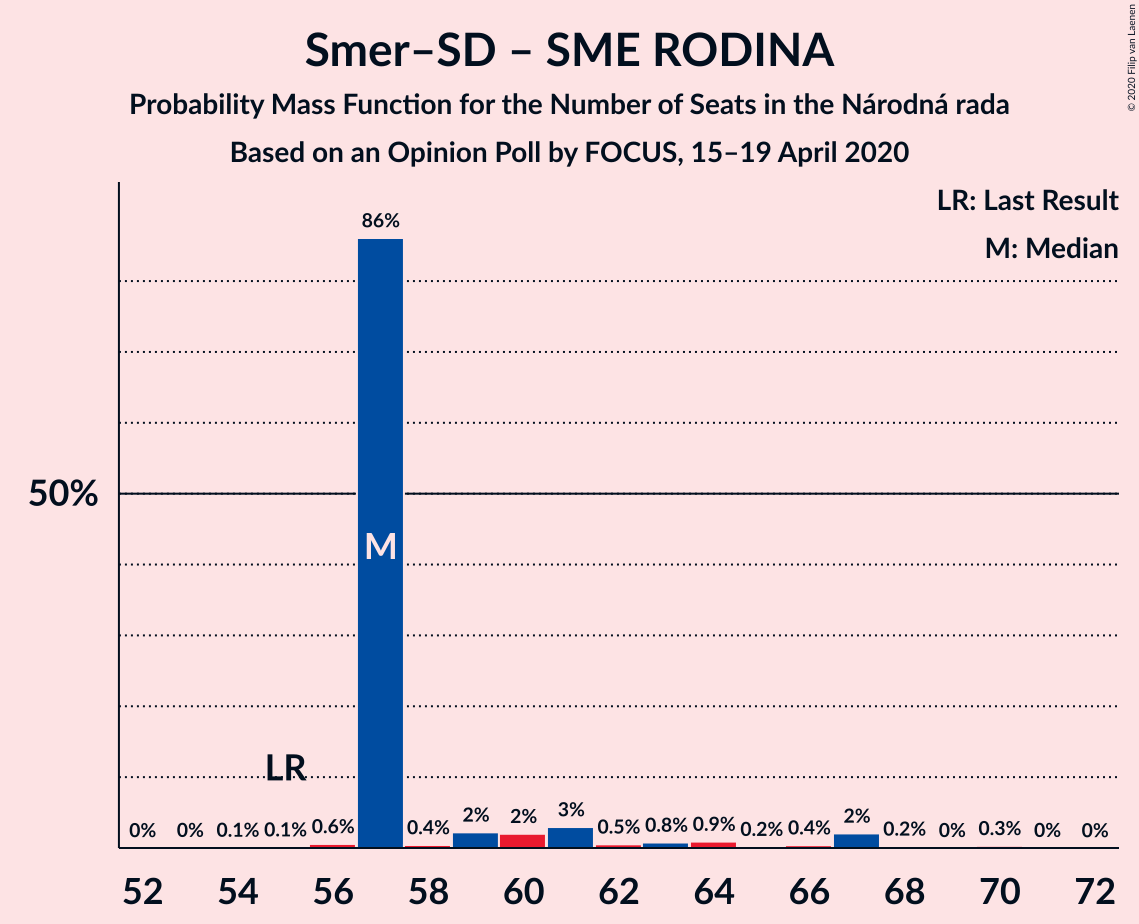 Smer–SD – SME RODINA
Probability Mass Function for the Number of Seats in the Národná rada
Based on an Opinion Poll by FOCUS, 15–19 April 2020
© 2020 Filip van Laenen
LR: Last Result
M: Median
86%
50%
M
LR
0% 0% 0.1% 0.1% 0.6% 0.4% 2% 2% 3% 0.5% 0.8% 0.9% 0.2% 0.4% 2% 0.2% 0% 0.3% 0% 0%
52 54 56 58 60 62 64 66 68 70 72